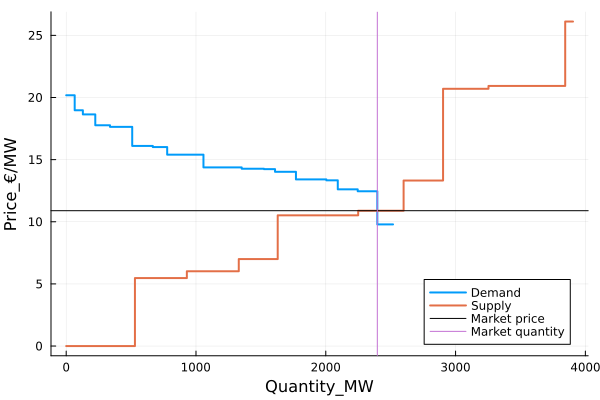 25
20
15
10
5
0
Price_€/MW
0
1000
2000
3000
4000
Quantity_MW
Demand
Supply
Market price
Market quantity